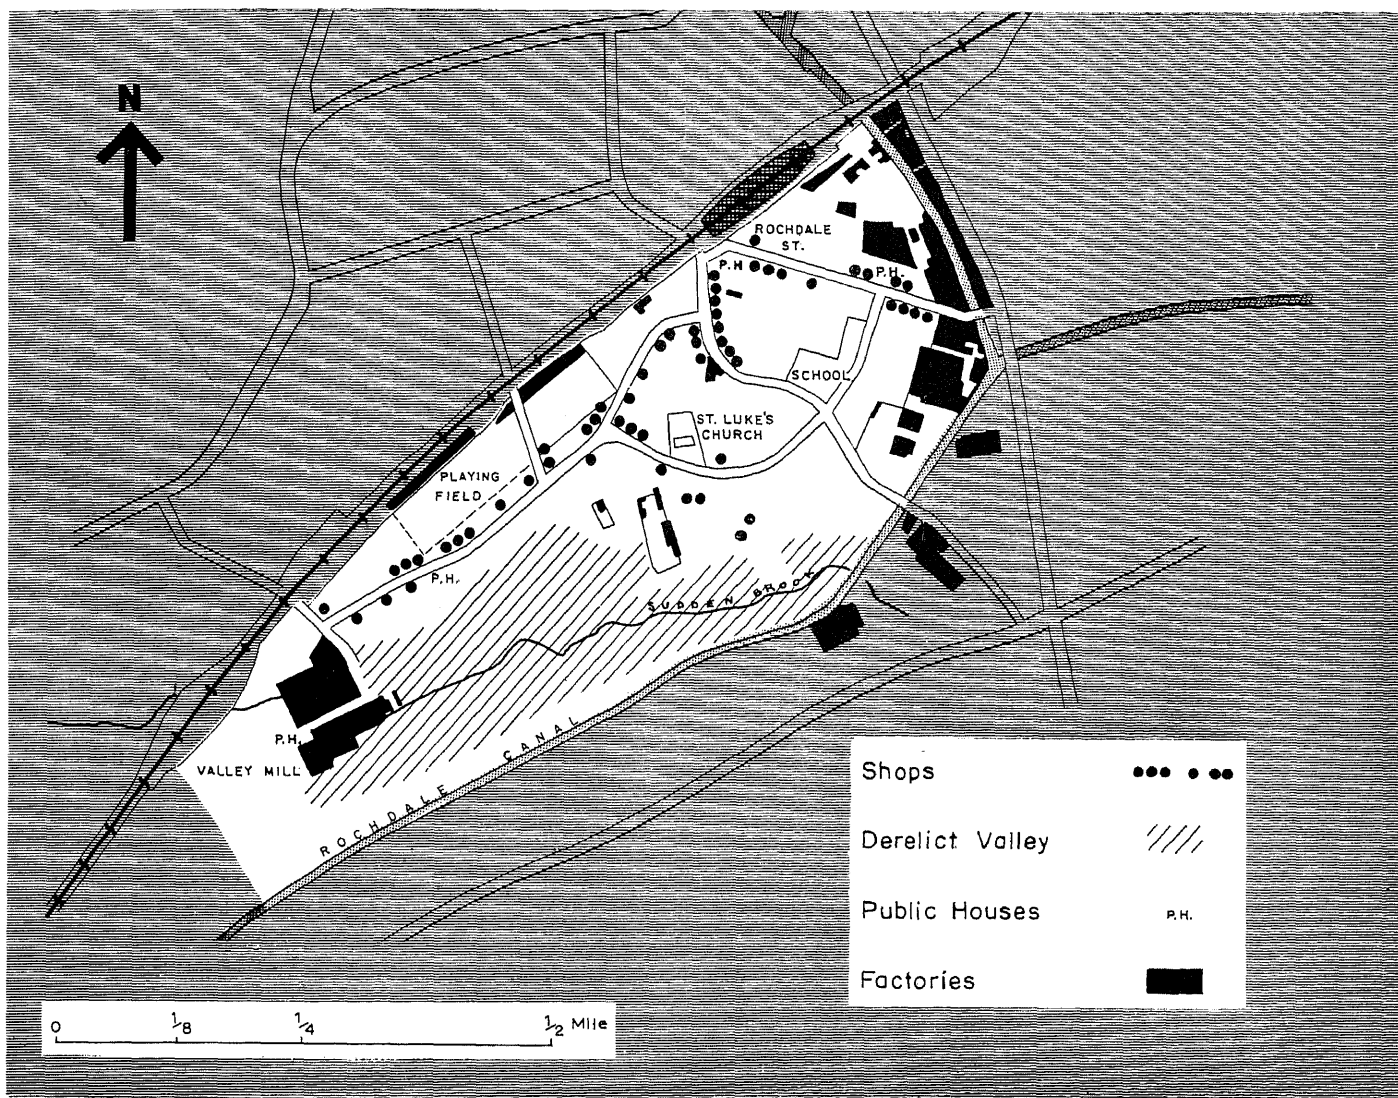 N
ROCHDALE
ST.
P.H
P.H.
SCHOOL
ST. LUKE'S
CHURCH
PLAYING
FIELD
P.H.
SUDDEN BROOK
P.H.
VALLEY MILL
ROCHDALE CANAL
Shops
Derelict Valley
Public Houses P.H.
Factories
0 1/8 1/4 1/2 Mile